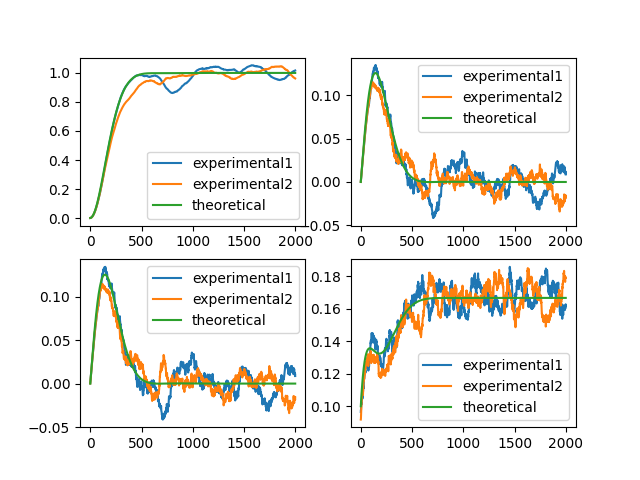 1.0
0.8
0.6
0.4
0.2
0.0
experimental1
experimental2
theoretical
0 500 1000 1500 2000
0.10
0.05
0.00
−0.05
experimental1
experimental2
theoretical
0 500 1000 1500 2000
0.10
0.05
0.00
−0.05
experimental1
experimental2
theoretical
0 500 1000 1500 2000
0.18
0.16
0.14
0.12
0.10
experimental1
experimental2
theoretical
0 500 1000 1500 2000